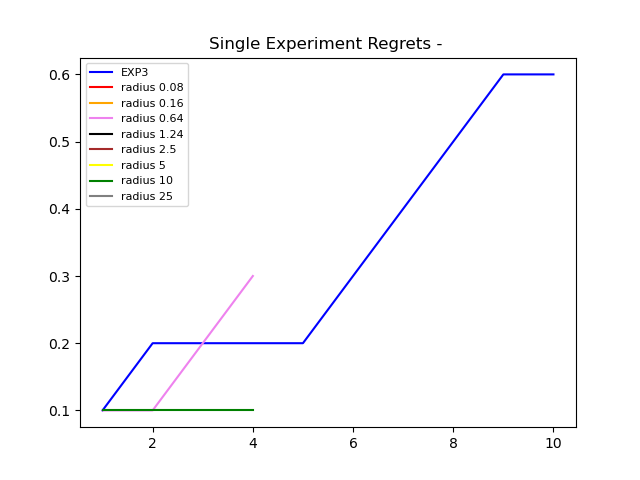 Single Experiment Regrets -
EXP3
radius 0.08
radius 0.16
radius 0.64
radius 1.24
radius 2.5
radius 5
radius 10
radius 25
0.6
0.5
0.4
0.3
0.2
0.1
2 4 6 8 10